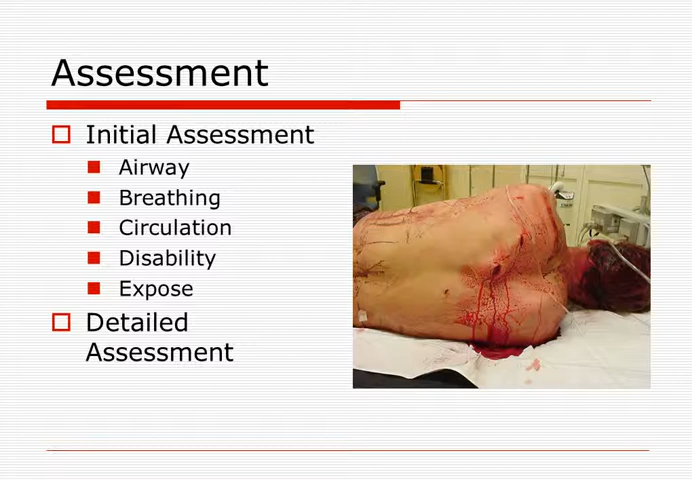 Assessment
Initial Assessment
Airway
Breathing
Circulation
Disability
Expose
Detailed
Assessment